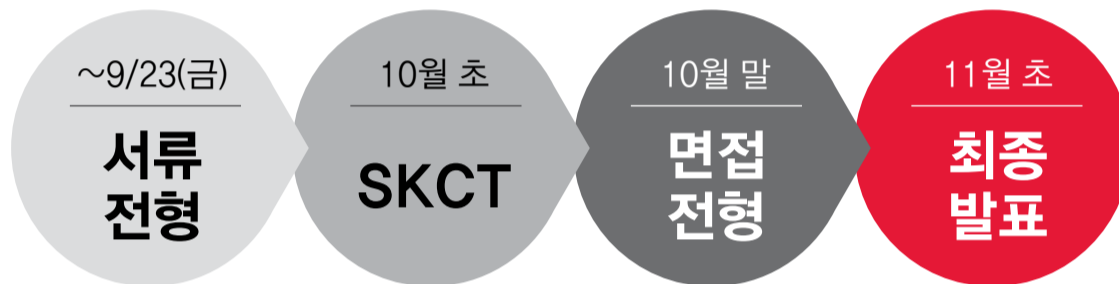 ~9/23(금)
서류
전형
10월 초
SKCT
10월 말
면접
전형
11월 초
최종
발표